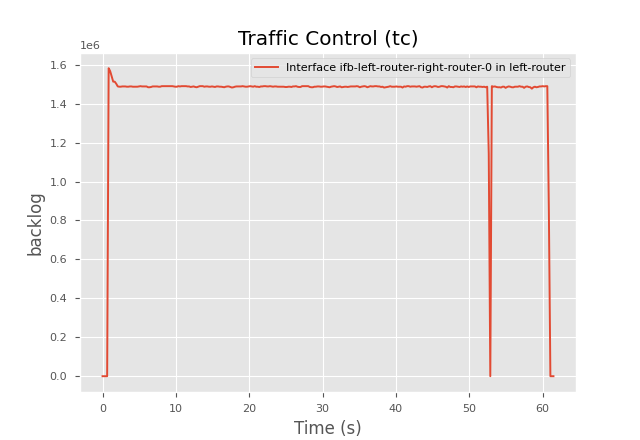 Traffic Control (tc)
1e6
Interface ifb-left-router-right-router-0 in left-router
1.6
1.4
1.2
1.0
0.8
0.6
0.4
0.2
0.0
backlog
0 10 20 30 40 50 60
Time (s)